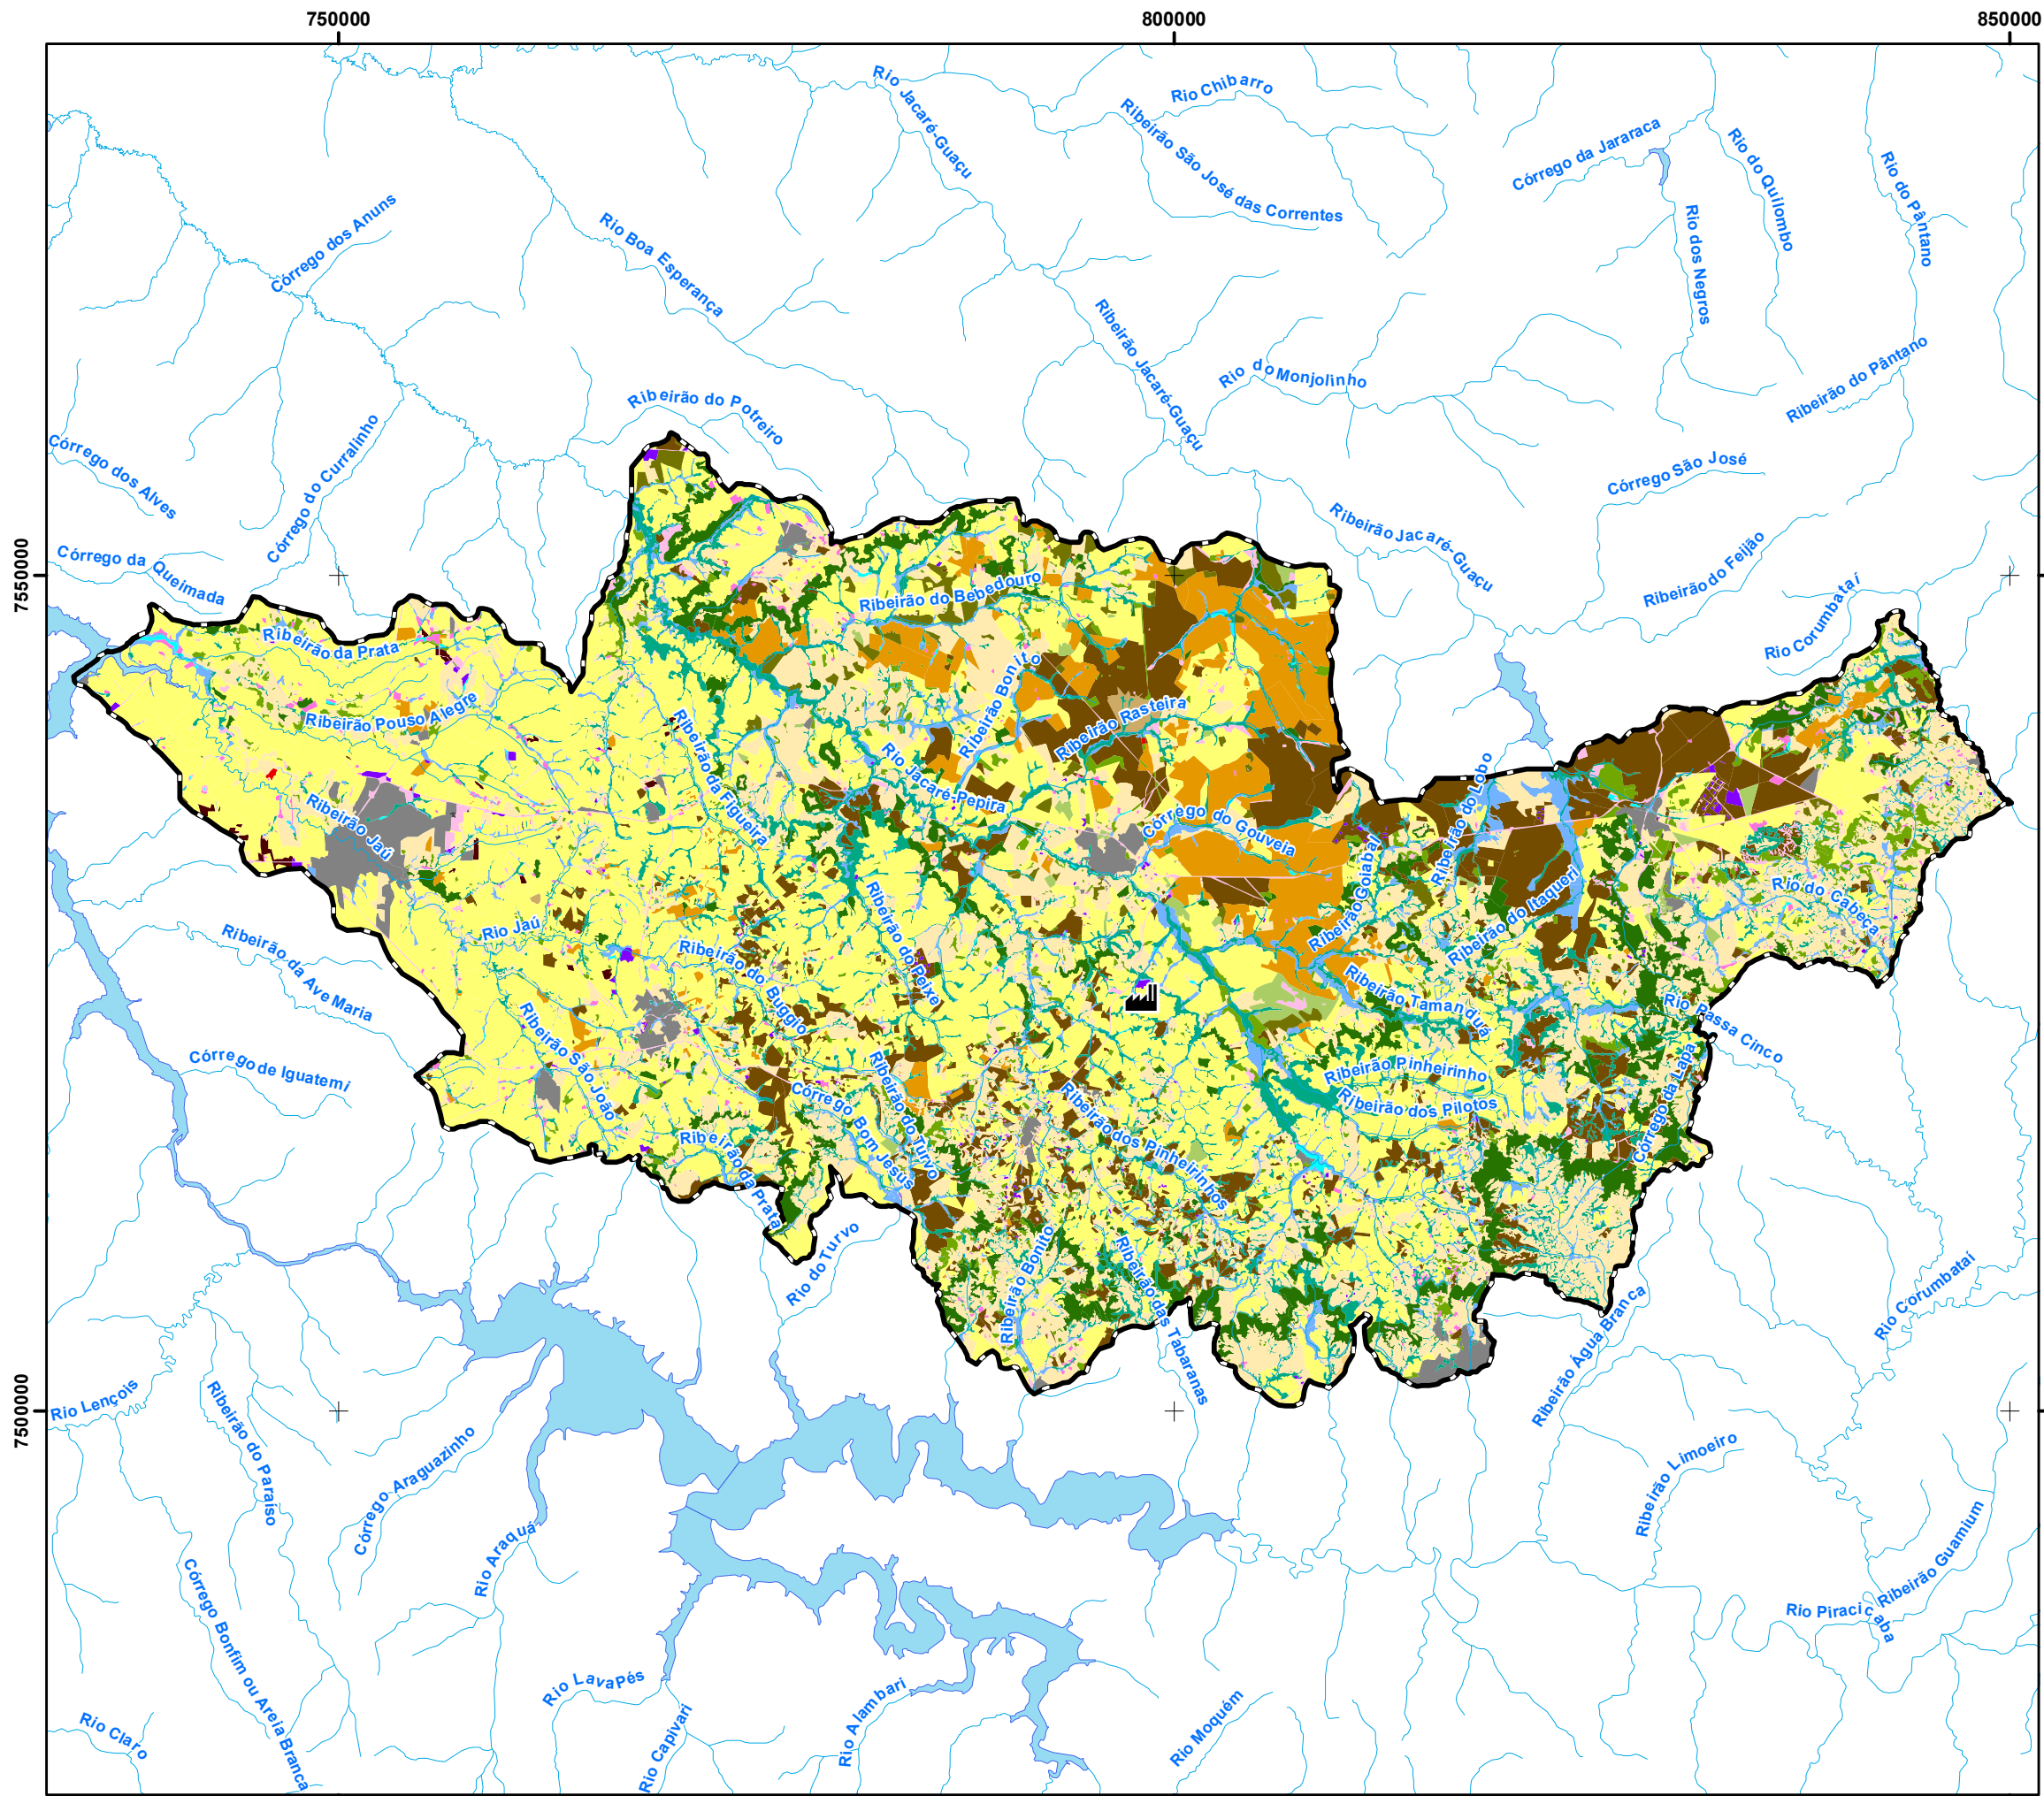 750000
800000
850000
7550000
7500000
Rio Jacaré-Guaçu
Rio Chibarro
Ribeirão São José das Correntes
Córrego da Jararaca
Rio do Quilombo
Rio do Pântano
Rio dos Negros
Córrego dos Anuns
Rio Boa Esperança
Ribeirão Jacaré-Guaçu
Rio do Monjolinho
Ribeirão do Pântano
Ribeirão do Potreiro
Córrego dos Alves
Córrego do Curralinho
Córrego São José
Ribeirão Jacaré-Guaçu
Ribeirão do Feijão
Córrego da Queimada
Rio Corumbataí
Ribeirão do Bebedouro
Ribeirão da Prata
Ribeirão Pouso Alegre
Ribeirão Bonito
Ribeirão Rasteira
Ribeirão da Figueira
Rio Jacaré-Pepira
Ribeirão do Lobo
Ribeirão Jaú
Córrego do Gouveia
Ribeirão Goiabal
Ribeirão do Itaqueri
Rio do Cabeça
Rio Jaú
Ribeirão do Peixe
Ribeirão da Ave Maria
Ribeirão do Buggio
Ribeirão Tamanduá
Rio Passa Cinco
Ribeirão São João
Córrego de Iguatemi
Ribeirão Pinheirinho
Ribeirão dos Pilotos
Córrego da Lapa
Córrego Bom Jesus
Ribeirão do Turvo
Ribeirão dos Pinheirinhos
Ribeirão da Prata
Rio do Turvo
Ribeirão Bonito
Ribeirão das Tabaranas
Ribeirão Água Branca
Rio Corumbataí
Rio Lençois
Ribeirão do Paraíso
Córrego Araguazinho
Rio Araquá
Ribeirão Limoeiro
Ribeirão Guamium
Rio Piracicaba
Córrego Bonfim ou Areia Branca
Rio LavaPés
Rio Capivari
Rio Alambari
Rio Moquém
Rio Claro